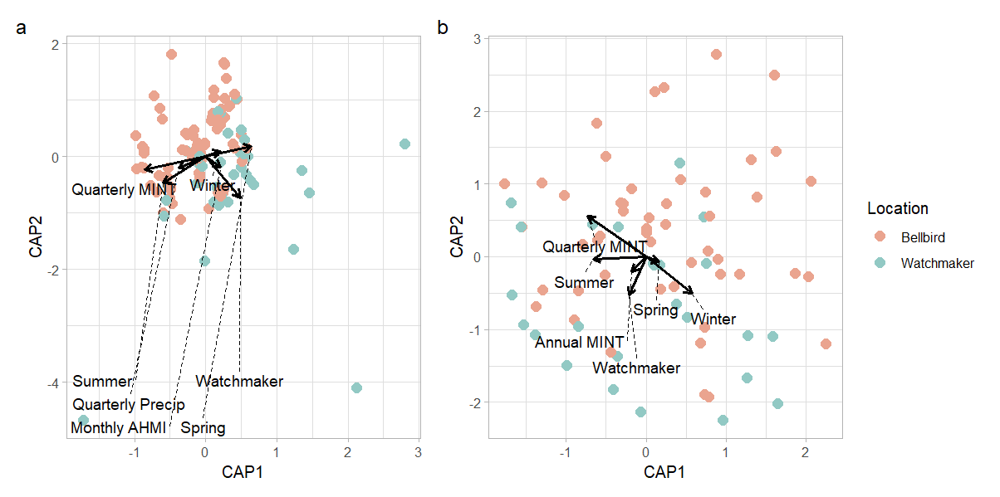 a
b
2
0
-2
-4
CAP2
-1
0
1
2
3
CAP1
Quarterly MINT
Winter
Summer
Watchmaker
Quarterly Precip
Monthly AHMI
Spring
3
2
1
0
-1
-2
CAP2
-1
0
1
2
CAP1
Quarterly MINT
Summer
Spring
Winter
Annual MINT
Watchmaker
Location
Bellbird
Watchmaker